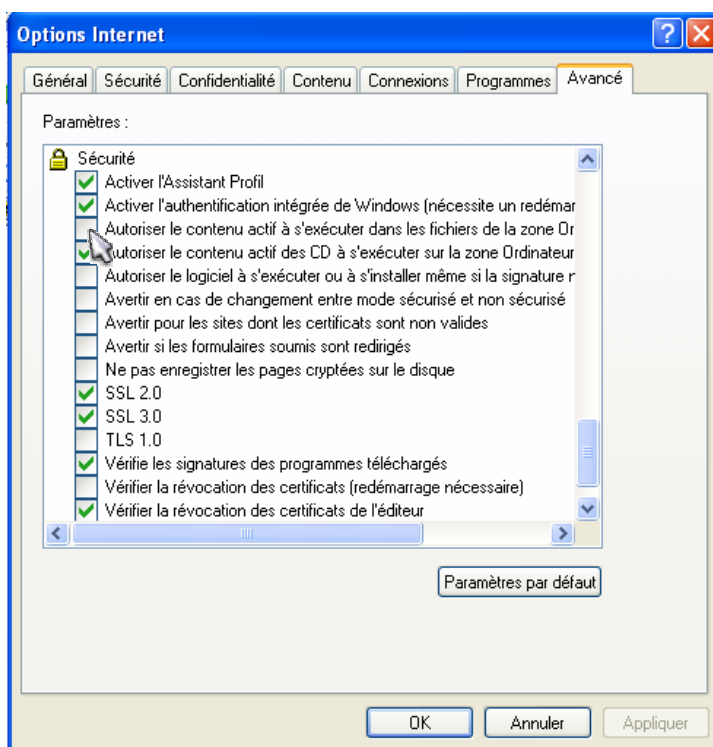 Options Internet
Général Sécurité Confidentialité Contenu Connexions Programmes Avancé
Paramètres :
Sécurité
Activer l'Assistant Profil
Activer l'authentification intégrée de Windows (nécessite un redémar
Autoriser le contenu actif à s'exécuter dans les fichiers de la zone Or
Autoriser le contenu actif des CD à s'exécuter sur la zone Ordinateur
Autoriser le logiciel à s'exécuter ou à s'installer même si la signature r
Avertir en cas de changement entre mode sécurisé et non sécurisé
Avertir pour les sites dont les certificats sont non valides
Avertir si les formulaires soumis sont redirigés
Ne pas enregistrer les pages cryptées sur le disque
SSL 2.0
SSL 3.0
TLS 1.0
Vérifie les signatures des programmes téléchargés
Vérifier la révocation des certificats (redémarrage nécessaire)
Vérifier la révocation des certificats de l'éditeur
Paramètres par défaut
OK Annuler Appliquer